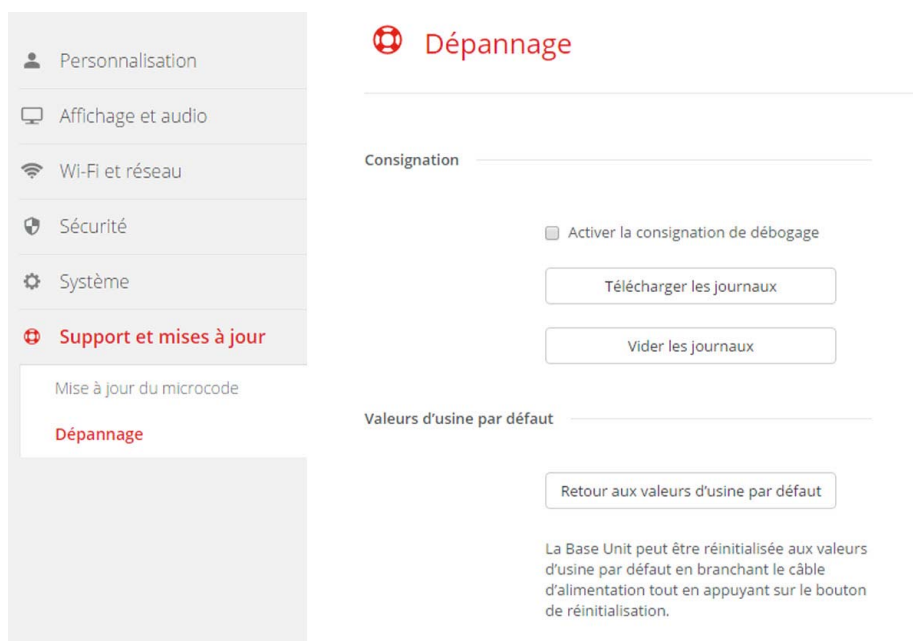 Personnalisation
Affichage et audio
Wi-Fi et réseau
Sécurité
Système
Support et mises à jour
Mise à jour du microcode
Dépannage
Dépannage
Consignation
Activer la consignation de débogage
Télécharger les journaux
Vider les journaux
Valeurs d’usine par défaut
Retour aux valeurs d’usine par défaut
La Base Unit peut être réinitialisée aux valeurs
d’usine par défaut en branchant le câble
d’alimentation tout en appuyant sur le bouton
de réinitialisation.